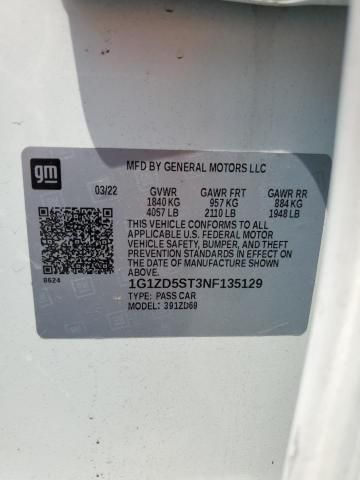 gm
MFD BY GENERAL MOTORS LLC
03/22 GVWR GAWR FRT GAWR RR
1840 KG 957 KG 884 KG
4057 LB 2110 LB 1948 LB
THIS VEHICLE CONFORMS TO ALL
APPLICABLE U.S. FEDERAL MOTOR
VEHICLE SAFETY, BUMPER, AND THEFT
PREVENTION STANDARDS IN EFFECT ON
THE DATE OF MANUFACTURE SHOWN
ABOVE.
8624
1G1ZD5ST3NF135129
TYPE: PASS CAR
MODEL: 391ZD69